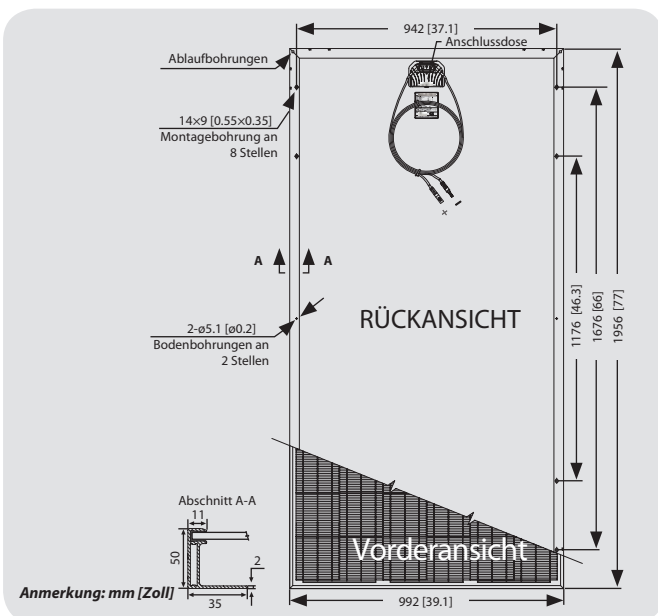 942 [37.1]
Anschlussdose
Ablaufbohrungen
14×9 [0.55×0.35]
Montagebohrung an
8 Stellen
A A
2-ø5.1 [ø0.2]
Bodenbohrungen an
2 Stellen
RÜCKANSICHT
+ -
1176 [46.3]
1676 [66]
1956 [77]
Abschnitt A-A
11
50
2
35
Vorderansicht
Anmerkung: mm [Zoll]
992 [39.1]